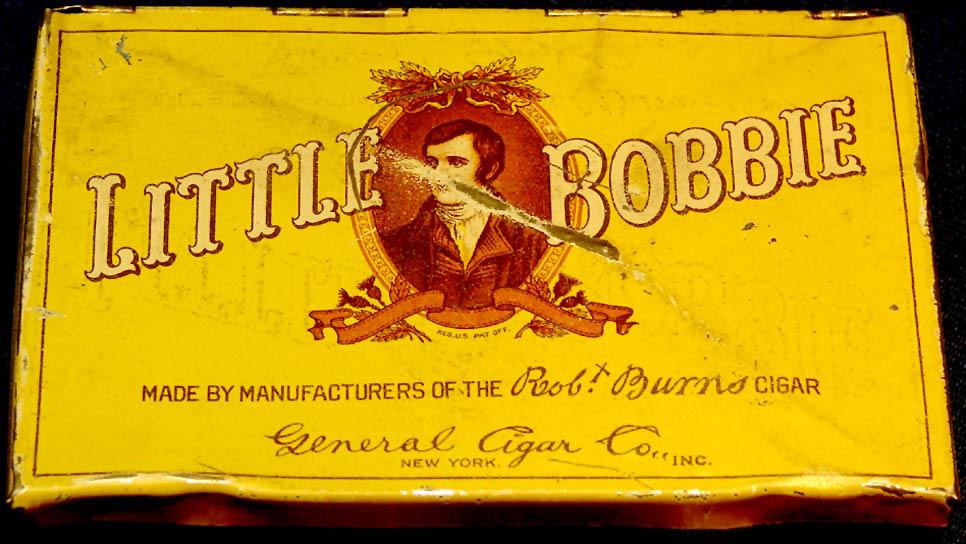 LITTLE BOBBIE
REG. U.S. PAT. OFF.
MADE BY MANUFACTURERS OF THE Robt Burns CIGAR
General Cigar Co., INC.
NEW YORK.